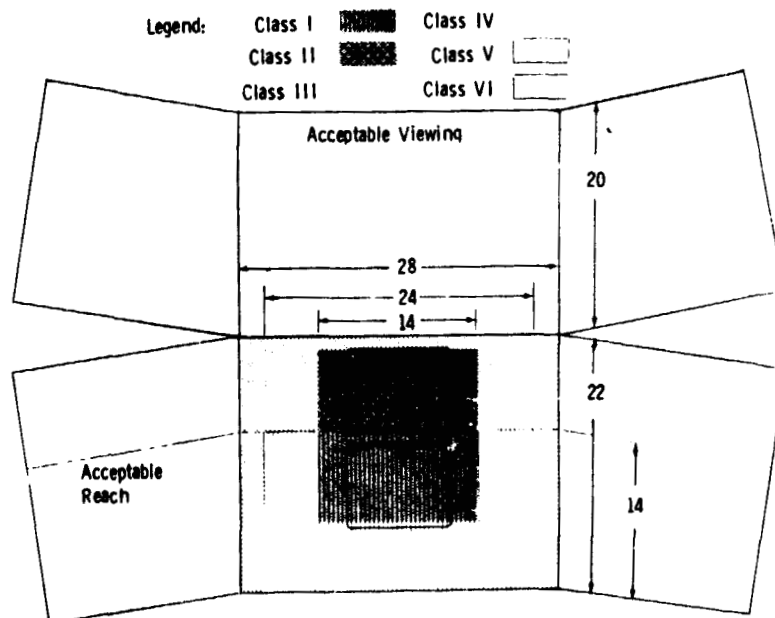 Legend: Class I Class IV
Class II Class V
Class III Class VI
Acceptable Viewing
20
28
24
14
22
Acceptable
Reach
14